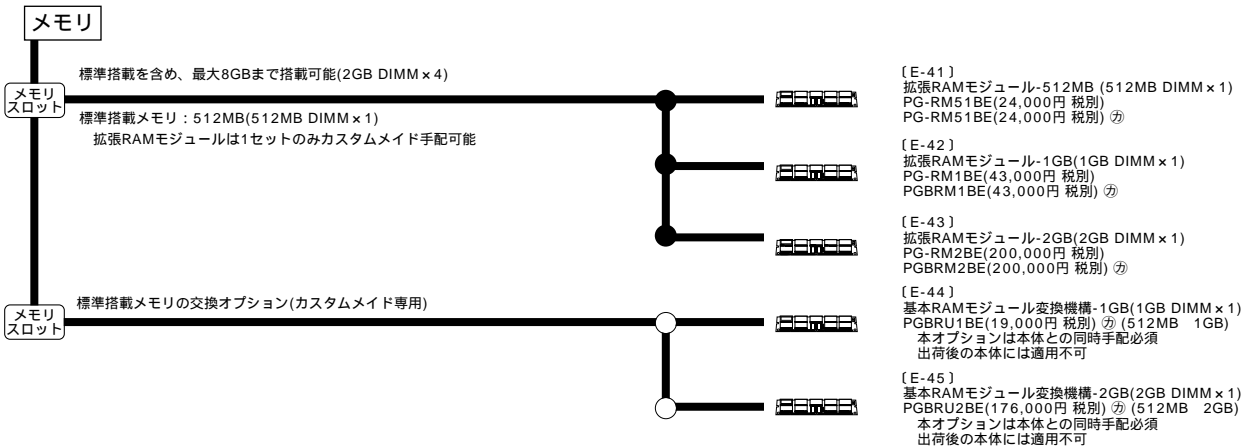 メモリ
メモリ
スロット
標準搭載を含め、最大8GBまで搭載可能(2GB DIMM×4)
標準搭載メモリ：512MB(512MB DIMM×1)
拡張RAMモジュールは1セットのみカスタムメイド手配可能
〔E-41〕
拡張RAMモジュール-512MB (512MB DIMM×1)
PG-RM51BE(24,000円 税別)
PG-RM51BE(24,000円 税別) ㋕
〔E-42〕
拡張RAMモジュール-1GB(1GB DIMM×1)
PG-RM1BE(43,000円 税別)
PGBRM1BE(43,000円 税別) ㋕
〔E-43〕
拡張RAMモジュール-2GB(2GB DIMM×1)
PG-RM2BE(200,000円 税別)
PGBRM2BE(200,000円 税別) ㋕
メモリ
スロット
標準搭載メモリの交換オプション(カスタムメイド専用)
〔E-44〕
基本RAMモジュール変換機構-1GB(1GB DIMM×1)
PGBRU1BE(19,000円 税別) ㋕ (512MB　1GB)
本オプションは本体との同時手配必須
出荷後の本体には適用不可
〔E-45〕
基本RAMモジュール変換機構-2GB(2GB DIMM×1)
PGBRU2BE(176,000円 税別) ㋕ (512MB　2GB)
本オプションは本体との同時手配必須
出荷後の本体には適用不可